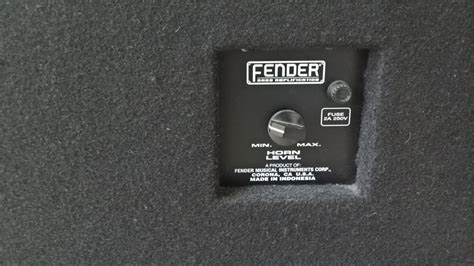 FENDER
BASS AMPLIFICATION
FUSE
2A 250V
MIN. MAX.
HORN
LEVEL
A PRODUCT OF:
FENDER MUSICAL INSTRUMENTS CORP.,
CORONA, CA U.S.A.
MADE IN INDONESIA